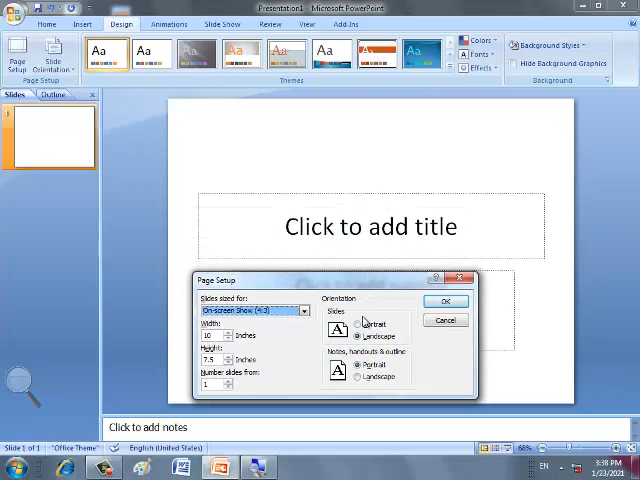 Presentation1 - Microsoft PowerPoint
Home Insert Design Animations Slide Show Review View Add-Ins
Aa Aa Aa Aa Aa Aa Aa Aa
Colors
Fonts
Effects
Background Styles
Hide Background Graphics
Page Setup
Slide Orientation
Page Setup Themes Background
Slides Outline
1
Click to add title
Page Setup
Slides sized for:
On-screen Show (4:3)
Width:
10 Inches
Height:
7.5 Inches
Number slides from:
1
Orientation
Slides
A
Portrait
Landscape
Notes, handouts & outline
A
Portrait
Landscape
OK
Cancel
Click to add notes
Slide 1 of 1 "Office Theme" English (United States) 68%
EN
3:38 PM
1/23/2021